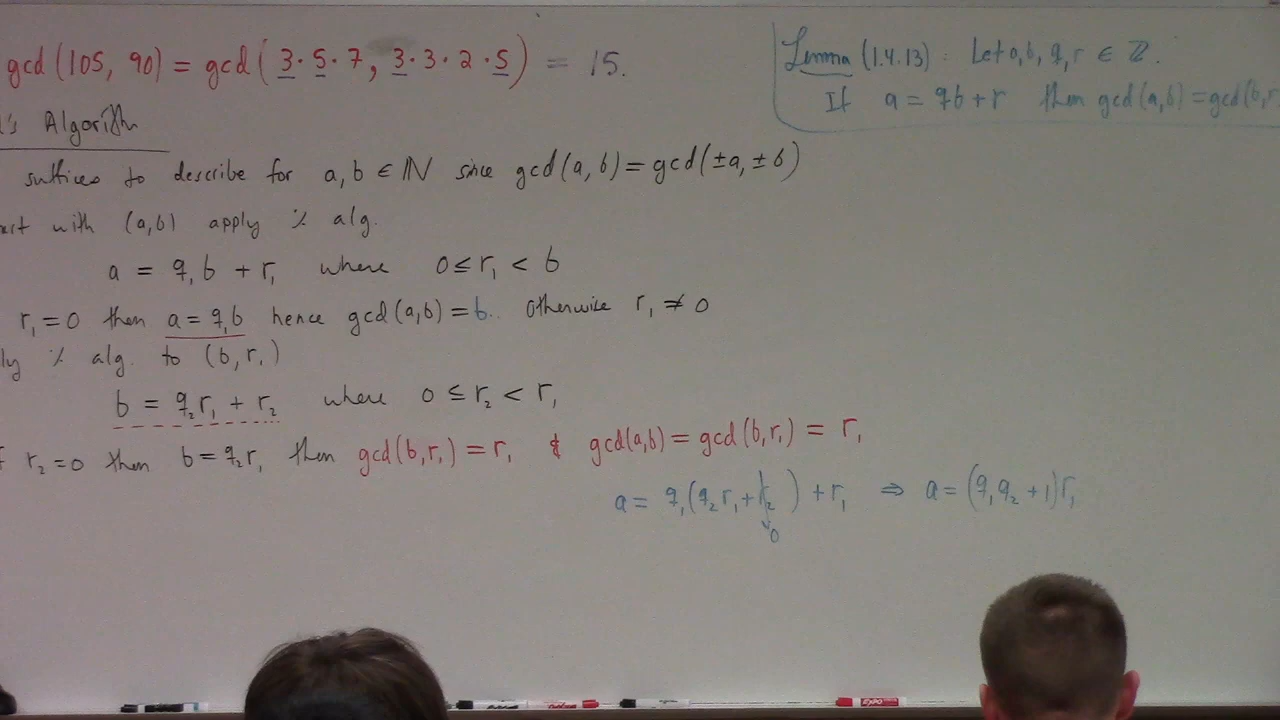 gcd(105, 90) = gcd(3·5·7, 3·3·2·5) = 15.
Lemma (1.4.13): Let a, b, q, r ∈ ℤ.
If a = qb + r then gcd(a,b) = gcd(b,r
's Algorithm
suffices to describe for a, b ∈ ℕ since gcd(a, b) = gcd(±a, ±b)
with (a,b) apply ÷ alg.
a = q₁b + r₁ where 0 ≤ r₁ < b
r₁ = 0 then a = q₁b hence gcd(a,b) = b. Otherwise r₁ ≠ 0
ly ÷ alg. to (b, r₁)
b = q₂r₁ + r₂ where 0 ≤ r₂ < r₁
r₂ = 0 then b = q₂r₁ then gcd(b, r₁) = r₁ & gcd(a,b) = gcd(b,r₁) = r₁
a = q₁(q₂r₁ + r₂) + r₁ ⇒ a = (q₁q₂ + 1)r₁
0
EXPO